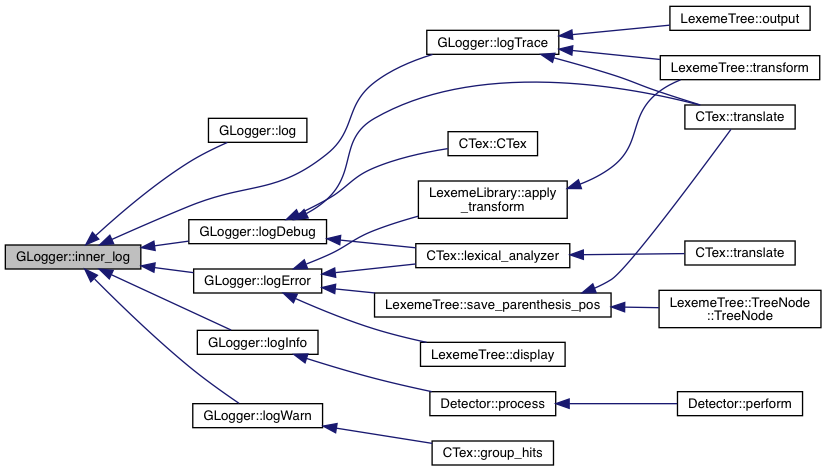 LexemeTree::output
GLogger::logTrace
LexemeTree::transform
CTex::translate
GLogger::log
CTex::CTex
LexemeLibrary::apply
_transform
GLogger::logDebug
GLogger::inner_log
CTex::lexical_analyzer
CTex::translate
GLogger::logError
LexemeTree::save_parenthesis_pos
LexemeTree::TreeNode
::TreeNode
GLogger::logInfo
LexemeTree::display
Detector::process
Detector::perform
GLogger::logWarn
CTex::group_hits